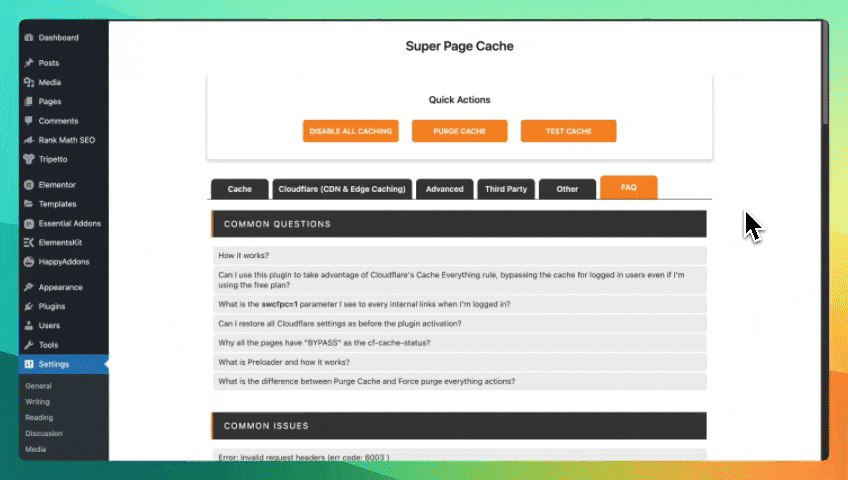 Dashboard
Posts
Media
Pages
Comments
Rank Math SEO
Tripetto
Elementor
Templates
Essential Addons
ElementsKit
HappyAddons
Appearance
Plugins
Users
Tools
Settings
General
Writing
Reading
Discussion
Media
Super Page Cache
Quick Actions
DISABLE ALL CACHING PURGE CACHE TEST CACHE
Cache Cloudflare (CDN & Edge Caching) Advanced Third Party Other FAQ
COMMON QUESTIONS
How it works?
Can I use this plugin to take advantage of Cloudflare's Cache Everything rule, bypassing the cache for logged in users even if I'm
using the free plan?
What is the swcfpc=1 parameter I see to every internal links when I'm logged in?
Can I restore all Cloudflare settings as before the plugin activation?
Why all the pages have "BYPASS" as the cf-cache-status?
What is Preloader and how it works?
What is the difference between Purge Cache and Force purge everything actions?
COMMON ISSUES
Error: Invalid request headers (err code: 6003 )